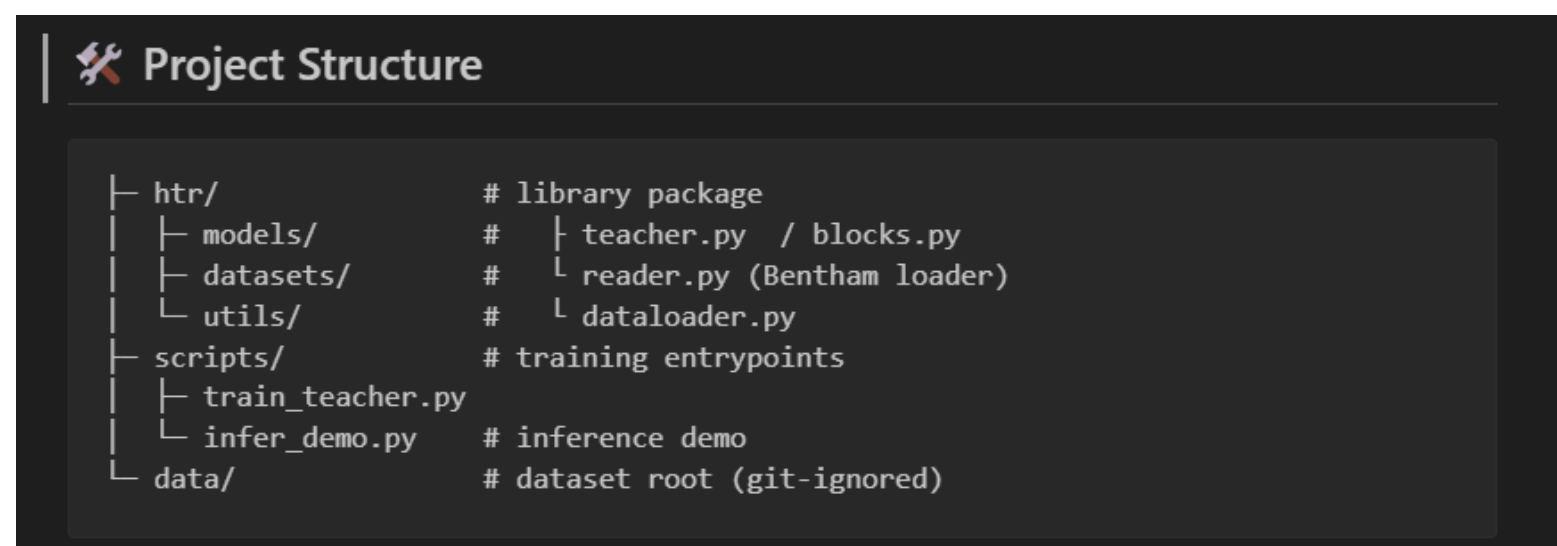 🛠 Project Structure
├─ htr/                # library package
│  ├─ models/          #   ├ teacher.py  / blocks.py
│  ├─ datasets/        #   └ reader.py (Bentham loader)
│  └─ utils/           #   └ dataloader.py
├─ scripts/            # training entrypoints
│  ├─ train_teacher.py
│  └─ infer_demo.py    # inference demo
└─ data/               # dataset root (git-ignored)